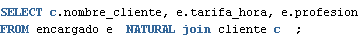 SELECT c.nombre_cliente, e.tarifa_hora, e.profesion
FROM encargado e  NATURAL join cliente c  ;